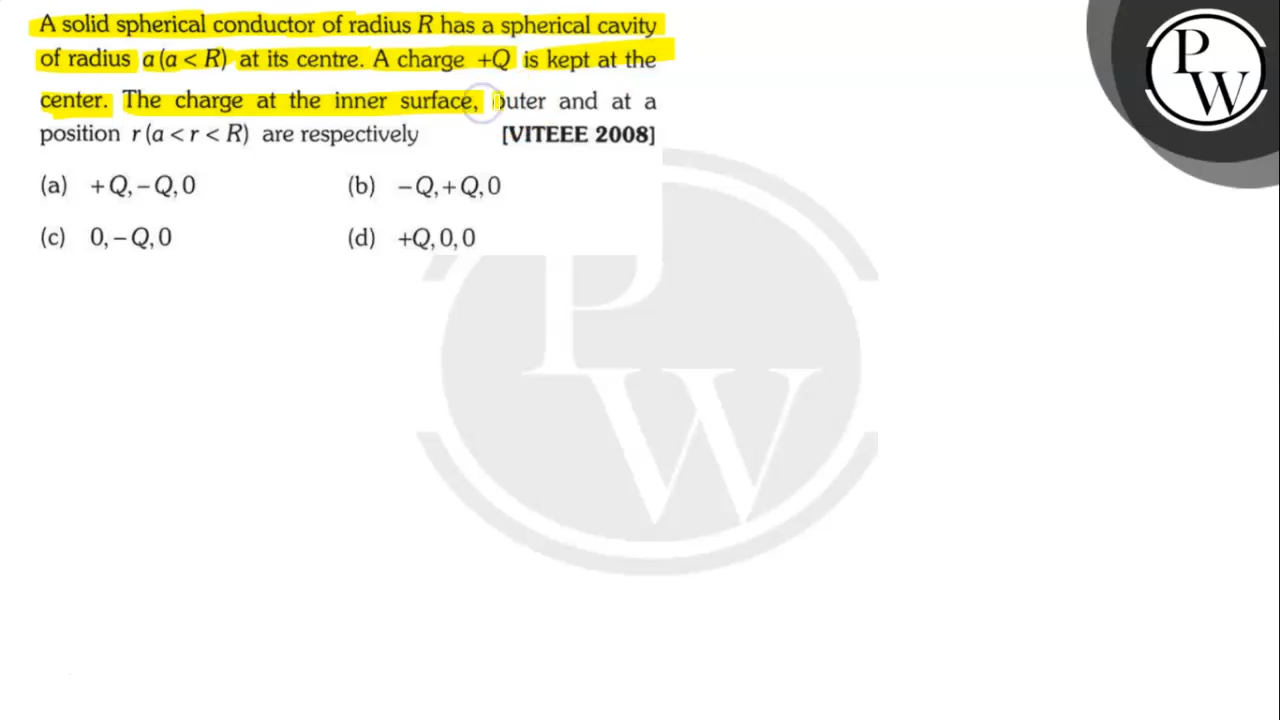 A solid spherical conductor of radius R has a spherical cavity
of radius a (a < R) at its centre. A charge +Q is kept at the
center. The charge at the inner surface, outer and at a
position r (a < r < R) are respectively [VITEEE 2008]
(a) +Q, – Q, 0 (b) –Q, + Q, 0
(c) 0, – Q, 0 (d) +Q, 0, 0
P
W
P
W